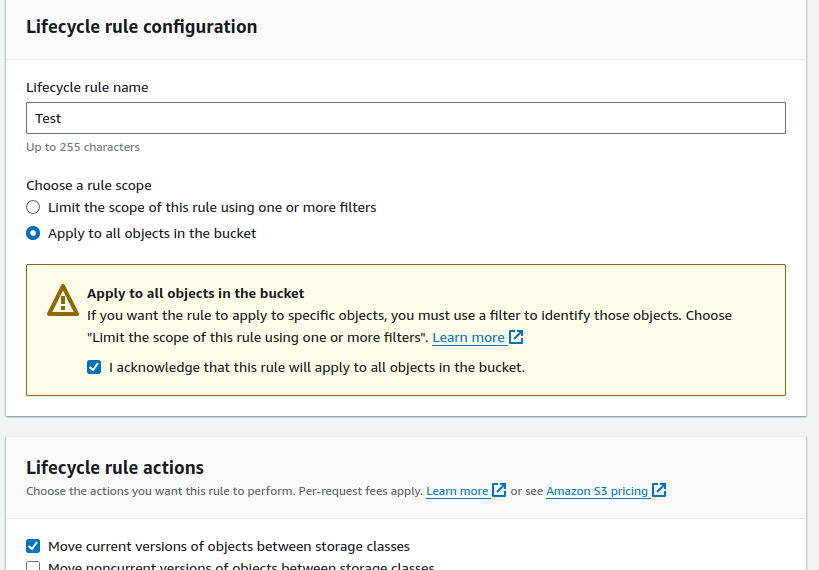 Lifecycle rule configuration
Lifecycle rule name
Test
Up to 255 characters
Choose a rule scope
Limit the scope of this rule using one or more filters
Apply to all objects in the bucket
Apply to all objects in the bucket
If you want the rule to apply to specific objects, you must use a filter to identify those objects. Choose
"Limit the scope of this rule using one or more filters". Learn more
I acknowledge that this rule will apply to all objects in the bucket.
Lifecycle rule actions
Choose the actions you want this rule to perform. Per-request fees apply. Learn more or see Amazon S3 pricing
Move current versions of objects between storage classes
Move noncurrent versions of objects between storage classes